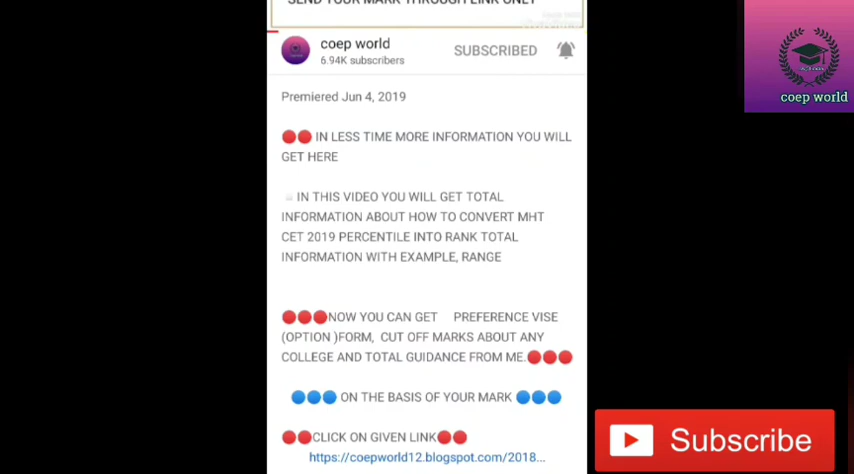 SEND YOUR MARK THROUGH LINK ONLY
coep world
6.94K subscribers
SUBSCRIBED
coep world
Premiered Jun 4, 2019
IN LESS TIME MORE INFORMATION YOU WILL
GET HERE
IN THIS VIDEO YOU WILL GET TOTAL
INFORMATION ABOUT HOW TO CONVERT MHT
CET 2019 PERCENTILE INTO RANK TOTAL
INFORMATION WITH EXAMPLE, RANGE
NOW YOU CAN GET PREFERENCE VISE
(OPTION )FORM, CUT OFF MARKS ABOUT ANY
COLLEGE AND TOTAL GUIDANCE FROM ME.
ON THE BASIS OF YOUR MARK
CLICK ON GIVEN LINK
https://coepworld12.blogspot.com/2018...
Subscribe